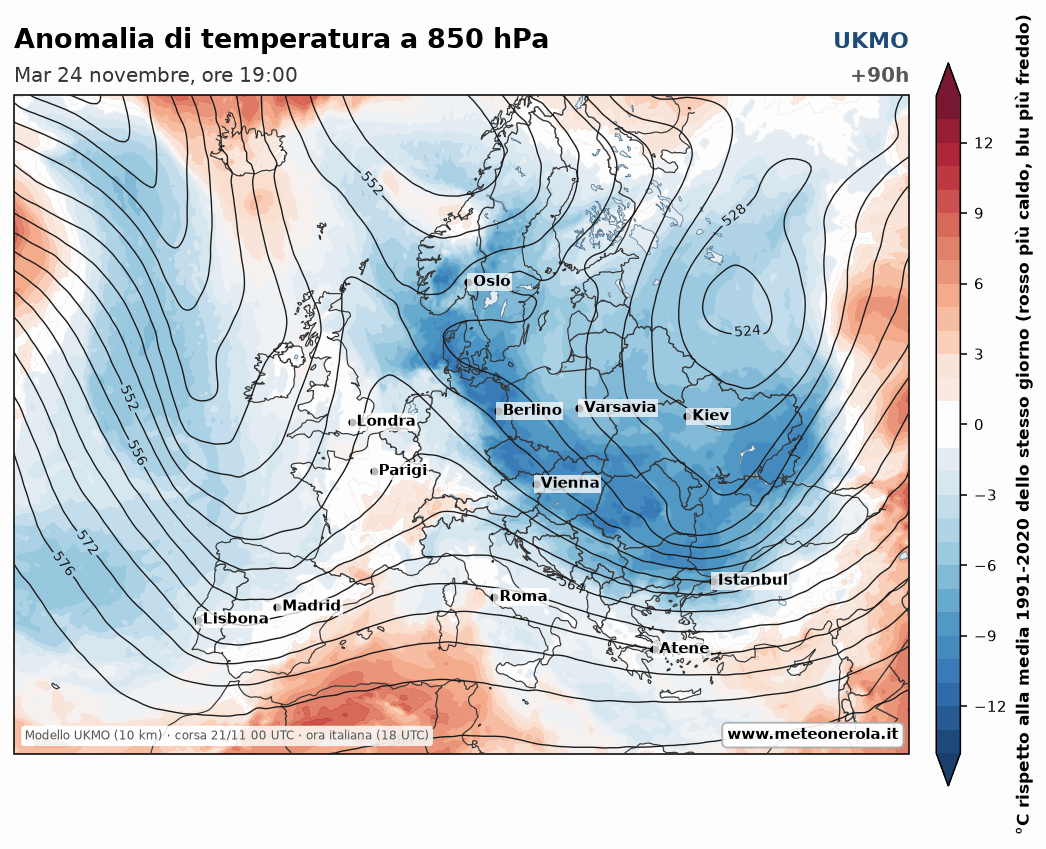 Anomalia di temperatura a 850 hPa
UKMO
Mar 24 novembre, ore 19:00
+90h
552
528
Oslo
524
552
Berlino
Varsavia
Kiev
Londra
556
Parigi
Vienna
572
576
Istanbul
564
Roma
Madrid
Lisbona
Atene
Modello UKMO (10 km) · corsa 21/11 00 UTC · ora italiana (18 UTC)
www.meteonerola.it
12
9
6
3
0
−3
−6
−9
−12
°C rispetto alla media 1991-2020 dello stesso giorno (rosso più caldo, blu più freddo)